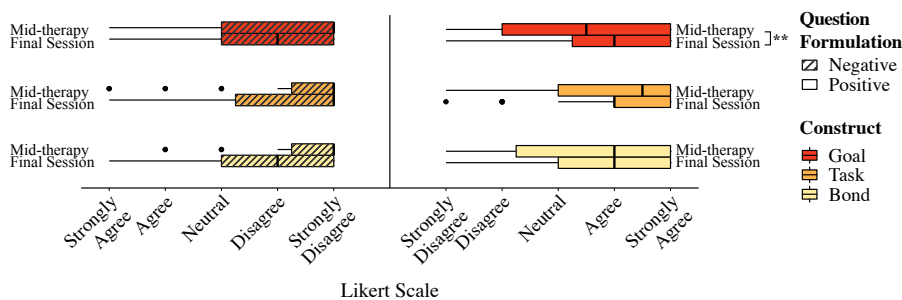 Mid-therapy
Final Session
Mid-therapy
Final Session
Mid-therapy
Final Session
Mid-therapy
Final Session
**
Mid-therapy
Final Session
Mid-therapy
Final Session
Strongly
Agree
Agree
Neutral
Disagree
Strongly
Disagree
Strongly
Disagree
Disagree
Neutral
Agree
Strongly
Agree
Likert Scale
Question
Formulation
Negative
Positive
Construct
Goal
Task
Bond